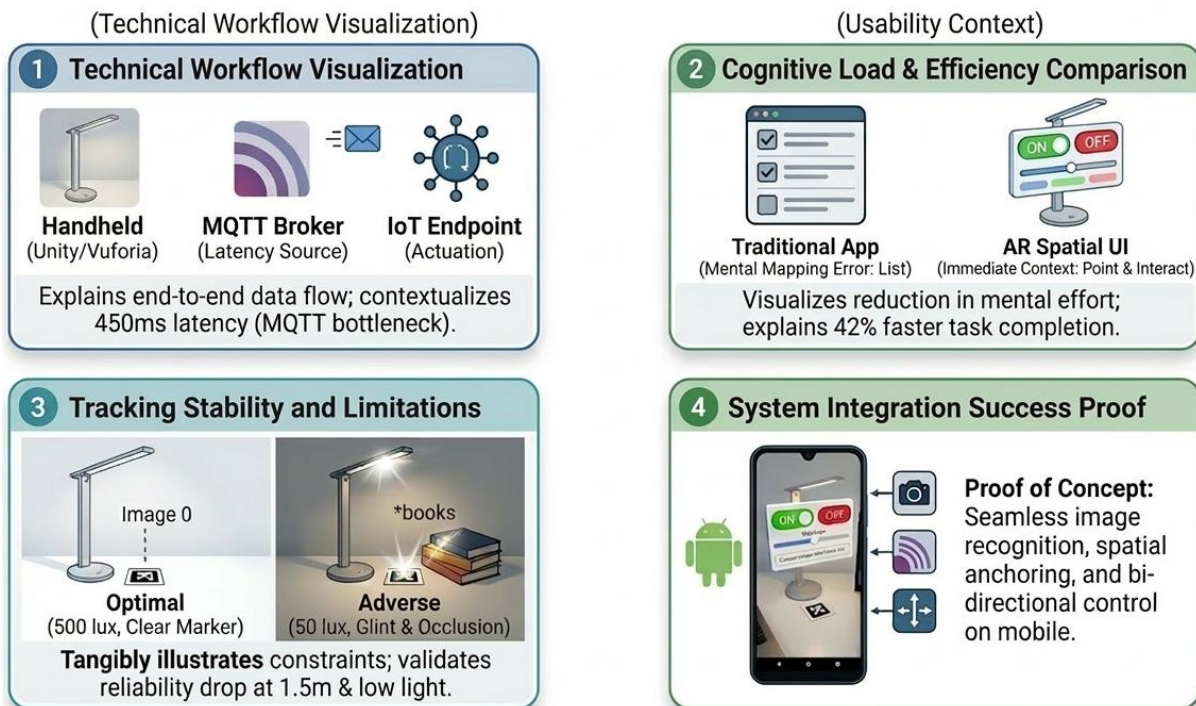 (Technical Workflow Visualization)
1 Technical Workflow Visualization
Handheld
(Unity/Vuforia)
MQTT Broker
(Latency Source)
IoT Endpoint
(Actuation)
Explains end-to-end data flow; contextualizes
450ms latency (MQTT bottleneck).
(Usability Context)
2 Cognitive Load & Efficiency Comparison
Traditional App
(Mental Mapping Error: List)
ON OFF
AR Spatial UI
(Immediate Context: Point & Interact)
Visualizes reduction in mental effort;
explains 42% faster task completion.
3 Tracking Stability and Limitations
Image 0
Optimal
(500 lux, Clear Marker)
*books
Adverse
(50 lux, Glint & Occlusion)
Tangibly illustrates constraints; validates
reliability drop at 1.5m & low light.
4 System Integration Success Proof
ON OFF
Proof of Concept:
Seamless image
recognition, spatial
anchoring, and bi-
directional control
on mobile.